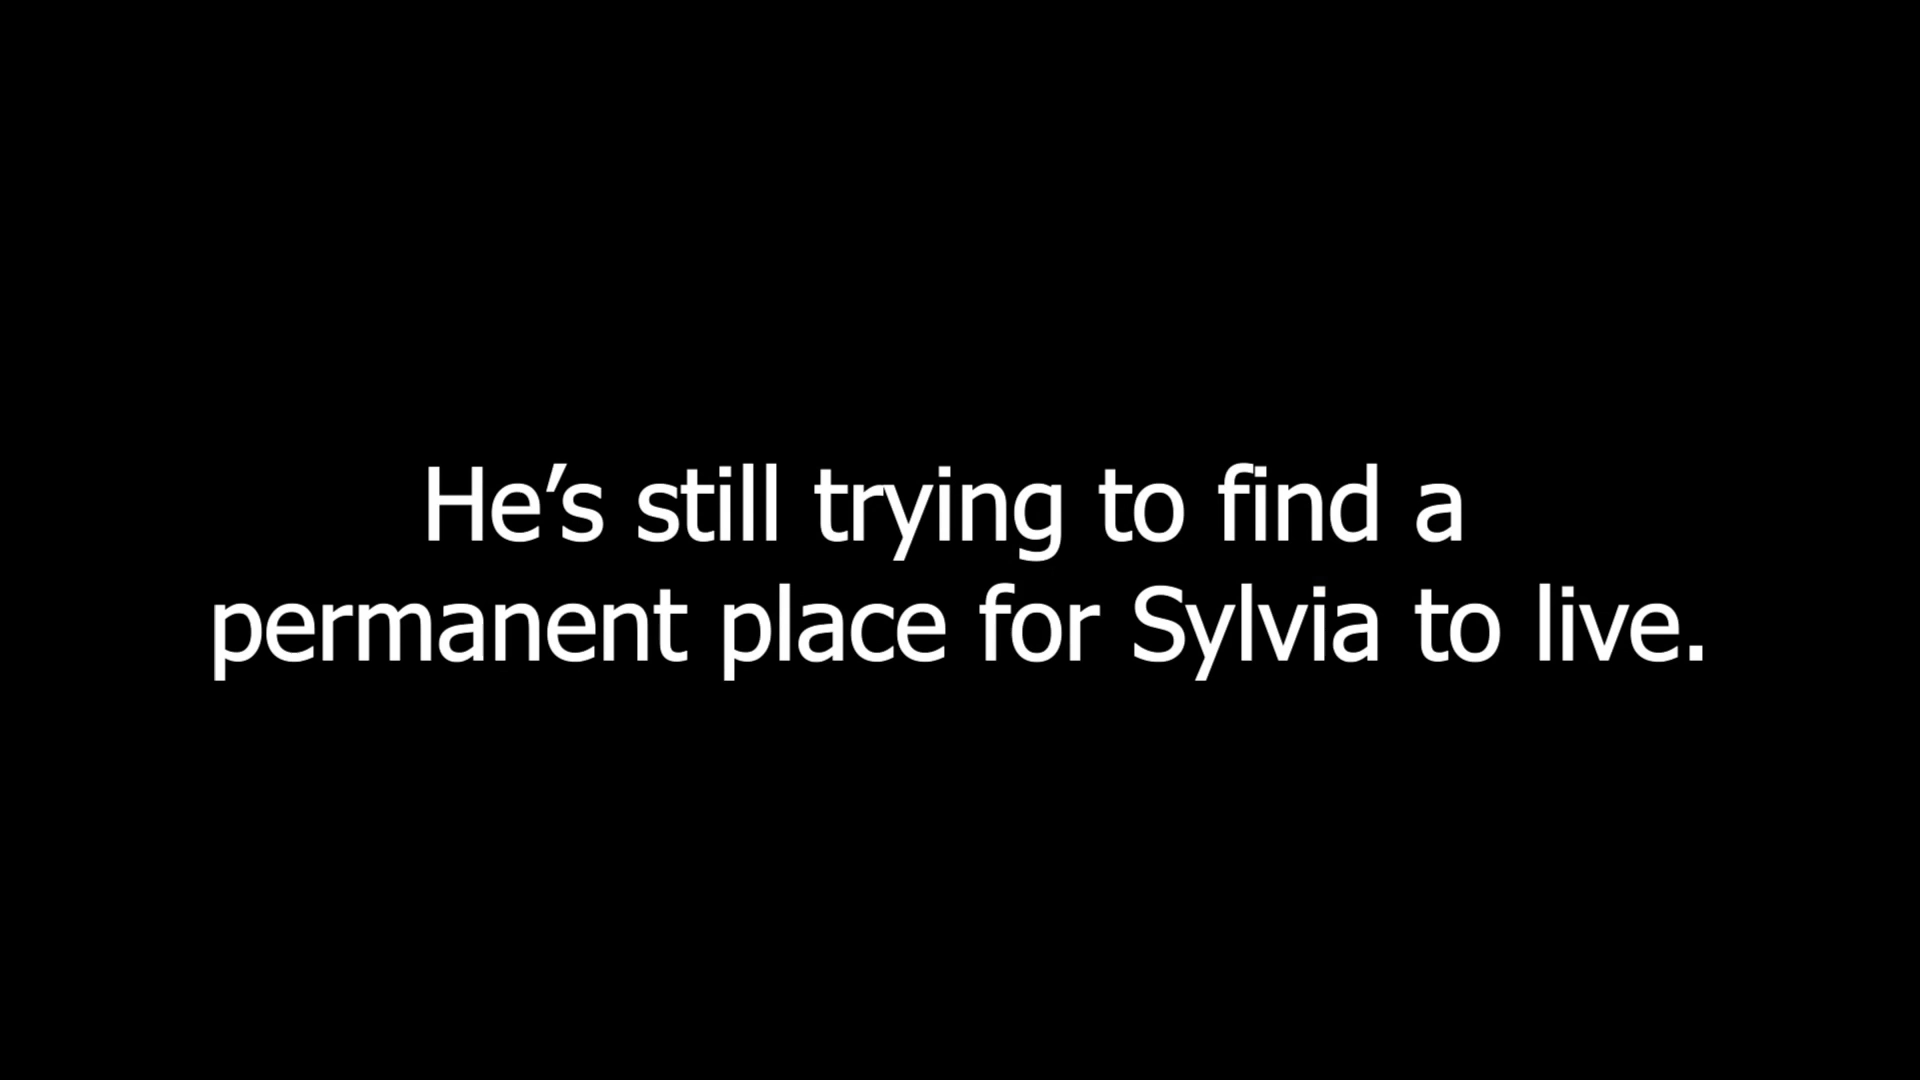 He’s still trying to find a
permanent place for Sylvia to live.